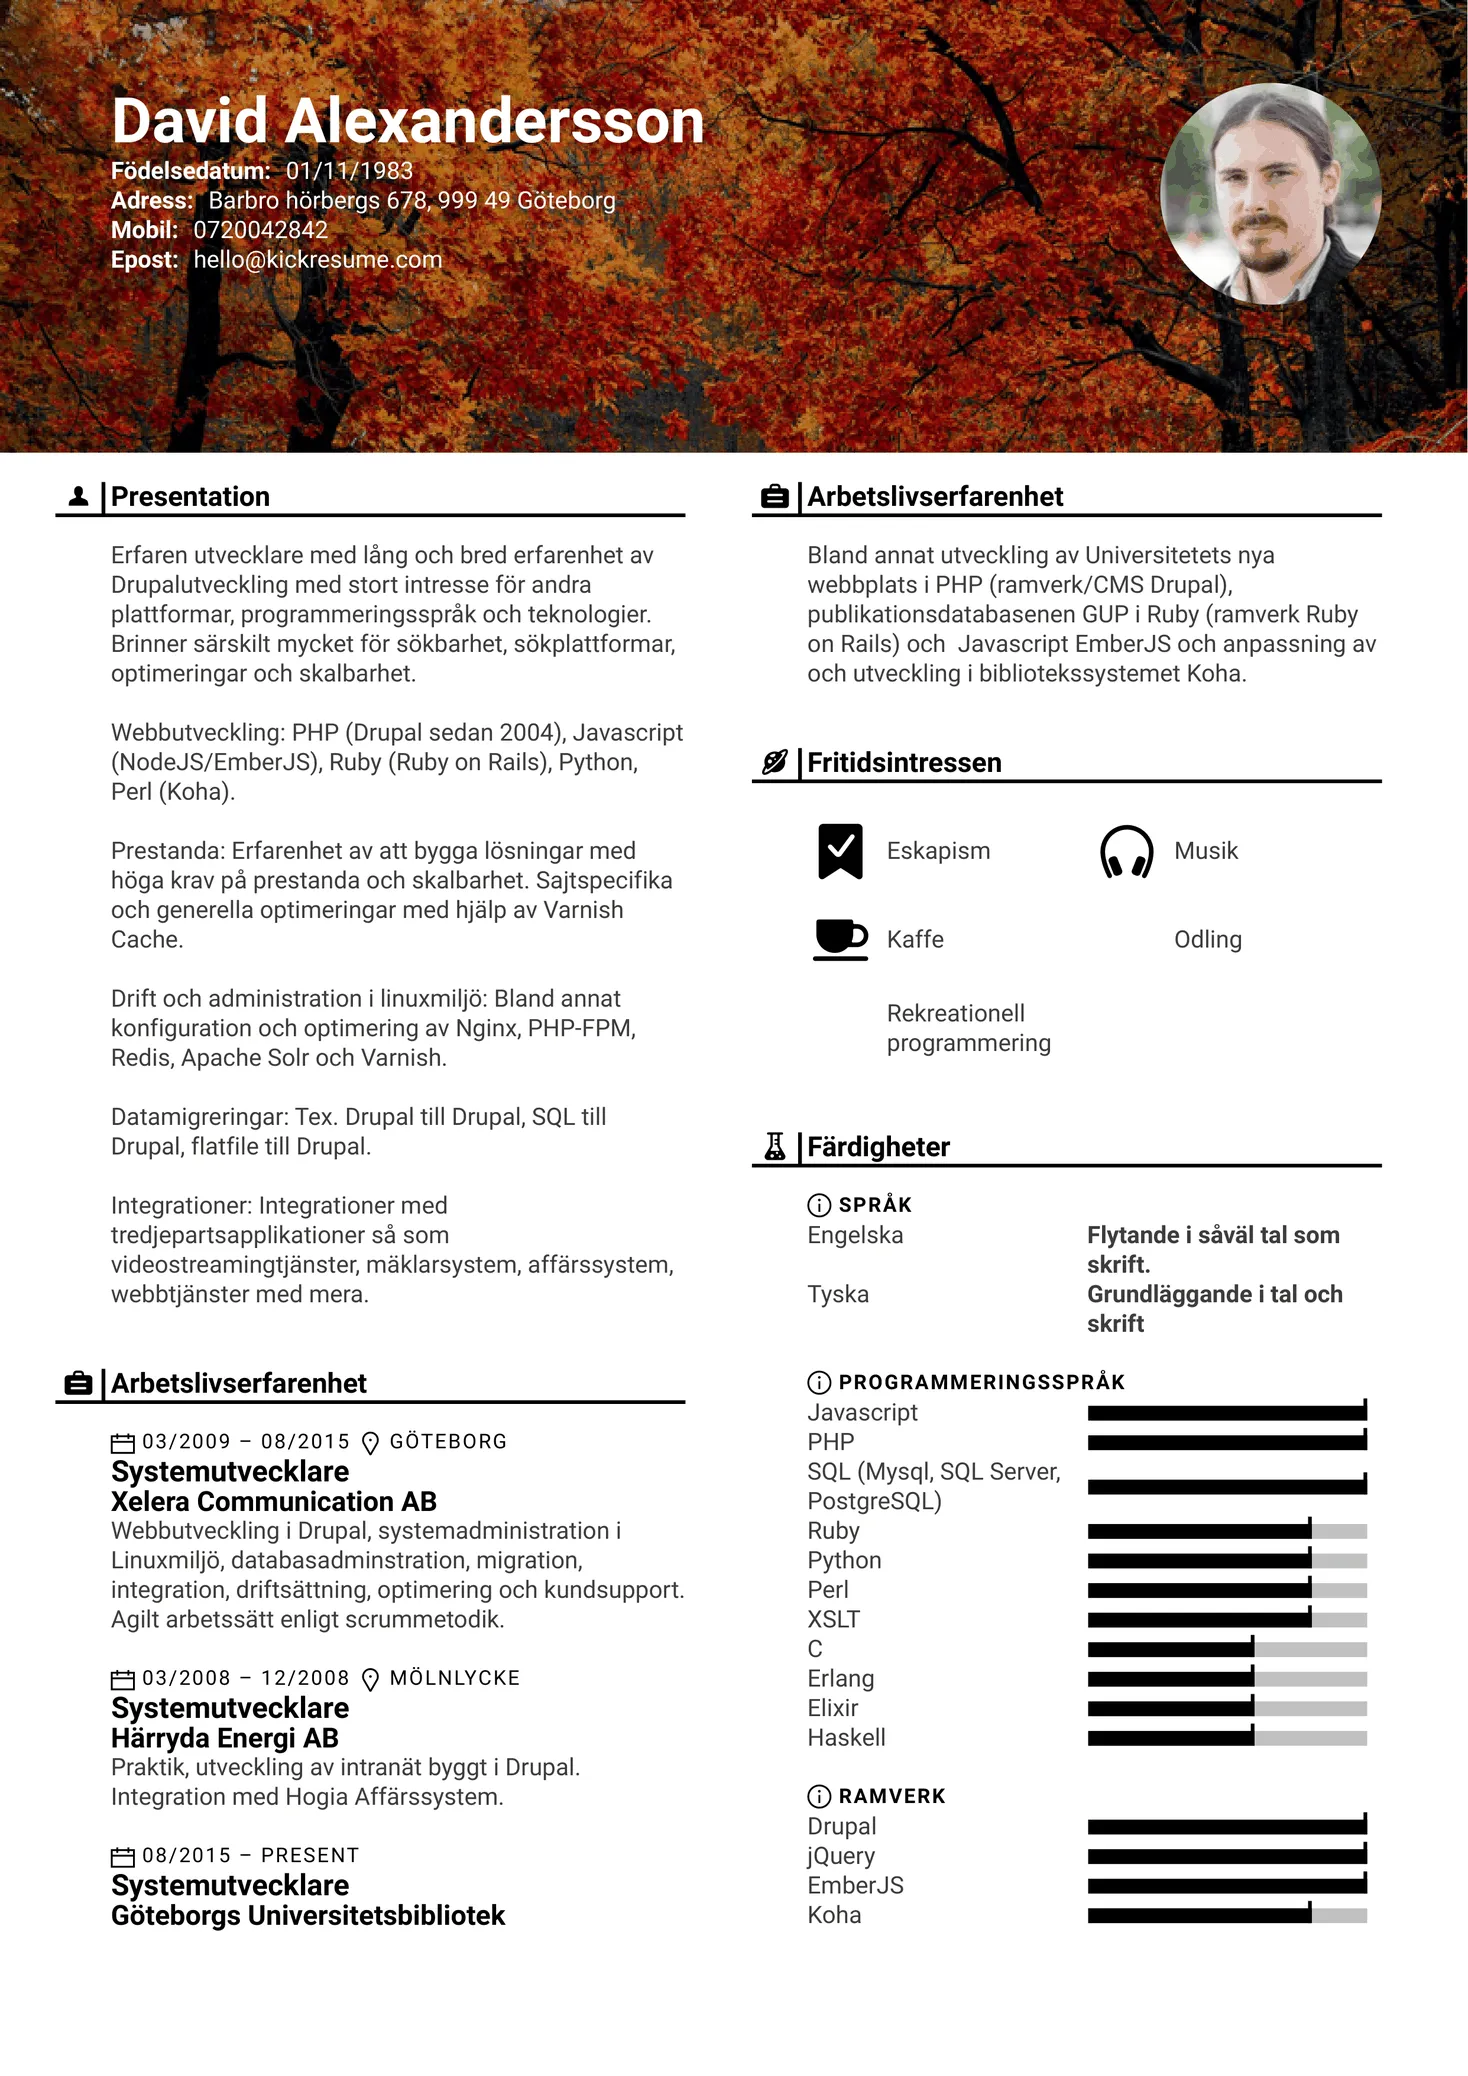 David Alexandersson
Födelsedatum: 01/11/1983
Adress: Barbro hörbergs 678, 999 49 Göteborg
Mobil: 0720042842
Epost: hello@kickresume.com
Presentation
Erfaren utvecklare med lång och bred erfarenhet av
Drupalutveckling med stort intresse för andra
plattformar, programmeringsspråk och teknologier.
Brinner särskilt mycket för sökbarhet, sökplattformar,
optimeringar och skalbarhet.
Webbutveckling: PHP (Drupal sedan 2004), Javascript
(NodeJS/EmberJS), Ruby (Ruby on Rails), Python,
Perl (Koha).
Prestanda: Erfarenhet av att bygga lösningar med
höga krav på prestanda och skalbarhet. Sajtspecifika
och generella optimeringar med hjälp av Varnish
Cache.
Drift och administration i linuxmiljö: Bland annat
konfiguration och optimering av Nginx, PHP-FPM,
Redis, Apache Solr och Varnish.
Datamigreringar: Tex. Drupal till Drupal, SQL till
Drupal, flatfile till Drupal.
Integrationer: Integrationer med
tredjepartsapplikationer så som
videostreamingtjänster, mäklarsystem, affärssystem,
webbtjänster med mera.
Arbetslivserfarenhet
03/2009 – 08/2015 GÖTEBORG
Systemutvecklare
Xelera Communication AB
Webbutveckling i Drupal, systemadministration i
Linuxmiljö, databasadminstration, migration,
integration, driftsättning, optimering och kundsupport.
Agilt arbetssätt enligt scrummetodik.
03/2008 – 12/2008 MÖLNLYCKE
Systemutvecklare
Härryda Energi AB
Praktik, utveckling av intranät byggt i Drupal.
Integration med Hogia Affärssystem.
08/2015 – PRESENT
Systemutvecklare
Göteborgs Universitetsbibliotek
Arbetslivserfarenhet
Bland annat utveckling av Universitetets nya
webbplats i PHP (ramverk/CMS Drupal),
publikationsdatabasenen GUP i Ruby (ramverk Ruby
on Rails) och  Javascript EmberJS och anpassning av
och utveckling i bibliotekssystemet Koha.
Fritidsintressen
Eskapism Musik
Kaffe Odling
Rekreationell
programmering
Färdigheter
SPRÅK
Engelska Flytande i såväl tal som
skrift.
Tyska Grundläggande i tal och
skrift
PROGRAMMERINGSSPRÅK
Javascript
PHP
SQL (Mysql, SQL Server,
PostgreSQL)
Ruby
Python
Perl
XSLT
C
Erlang
Elixir
Haskell
RAMVERK
Drupal
jQuery
EmberJS
Koha